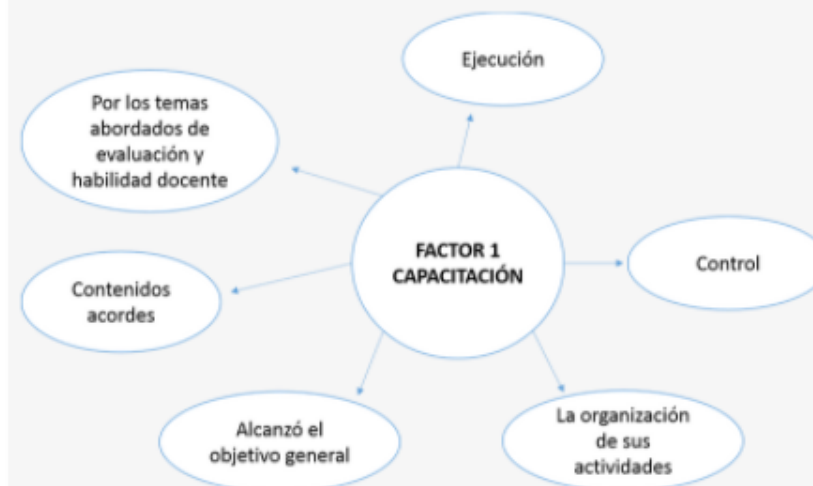 Ejecución
Por los temas
abordados de
evaluación y
habilidad docente
FACTOR 1
CAPACITACIÓN
Control
Contenidos
acordes
Alcanzó el
objetivo general
La organización
de sus
actividades